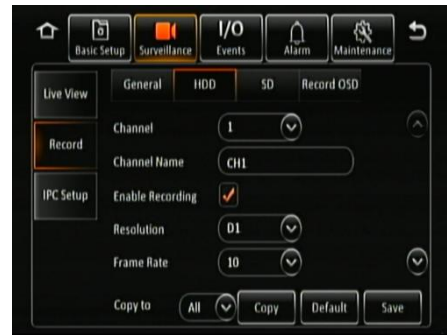 Basic Setup
Surveillance
I/O
Events
Alarm
Maintenance
Live View
Record
IPC Setup
General HDD SD Record OSD
Channel 1
Channel Name CH1
Enable Recording
Resolution D1
Frame Rate 10
Copy to All Copy Default Save